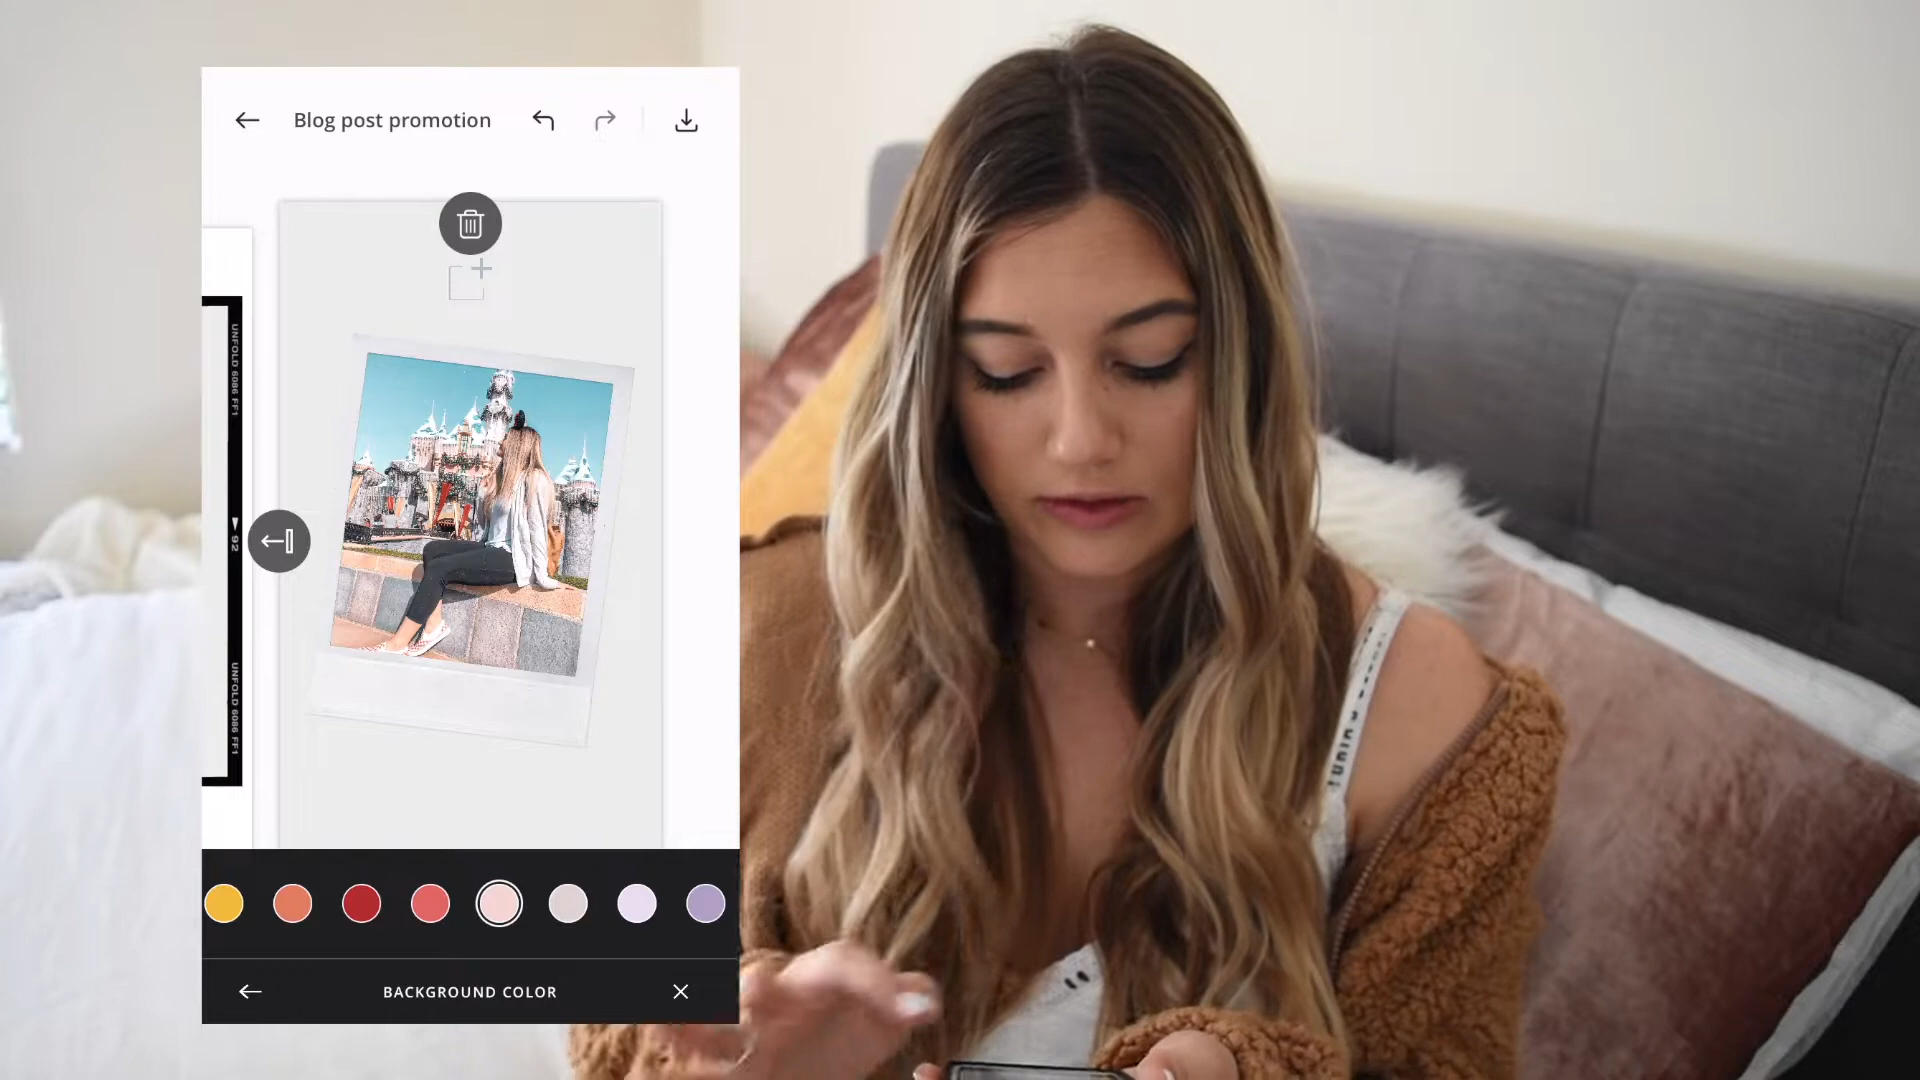 Blog post promotion
UNFOLD 6086 FF1
92
UNFOLD 6086 FF1
BACKGROUND COLOR